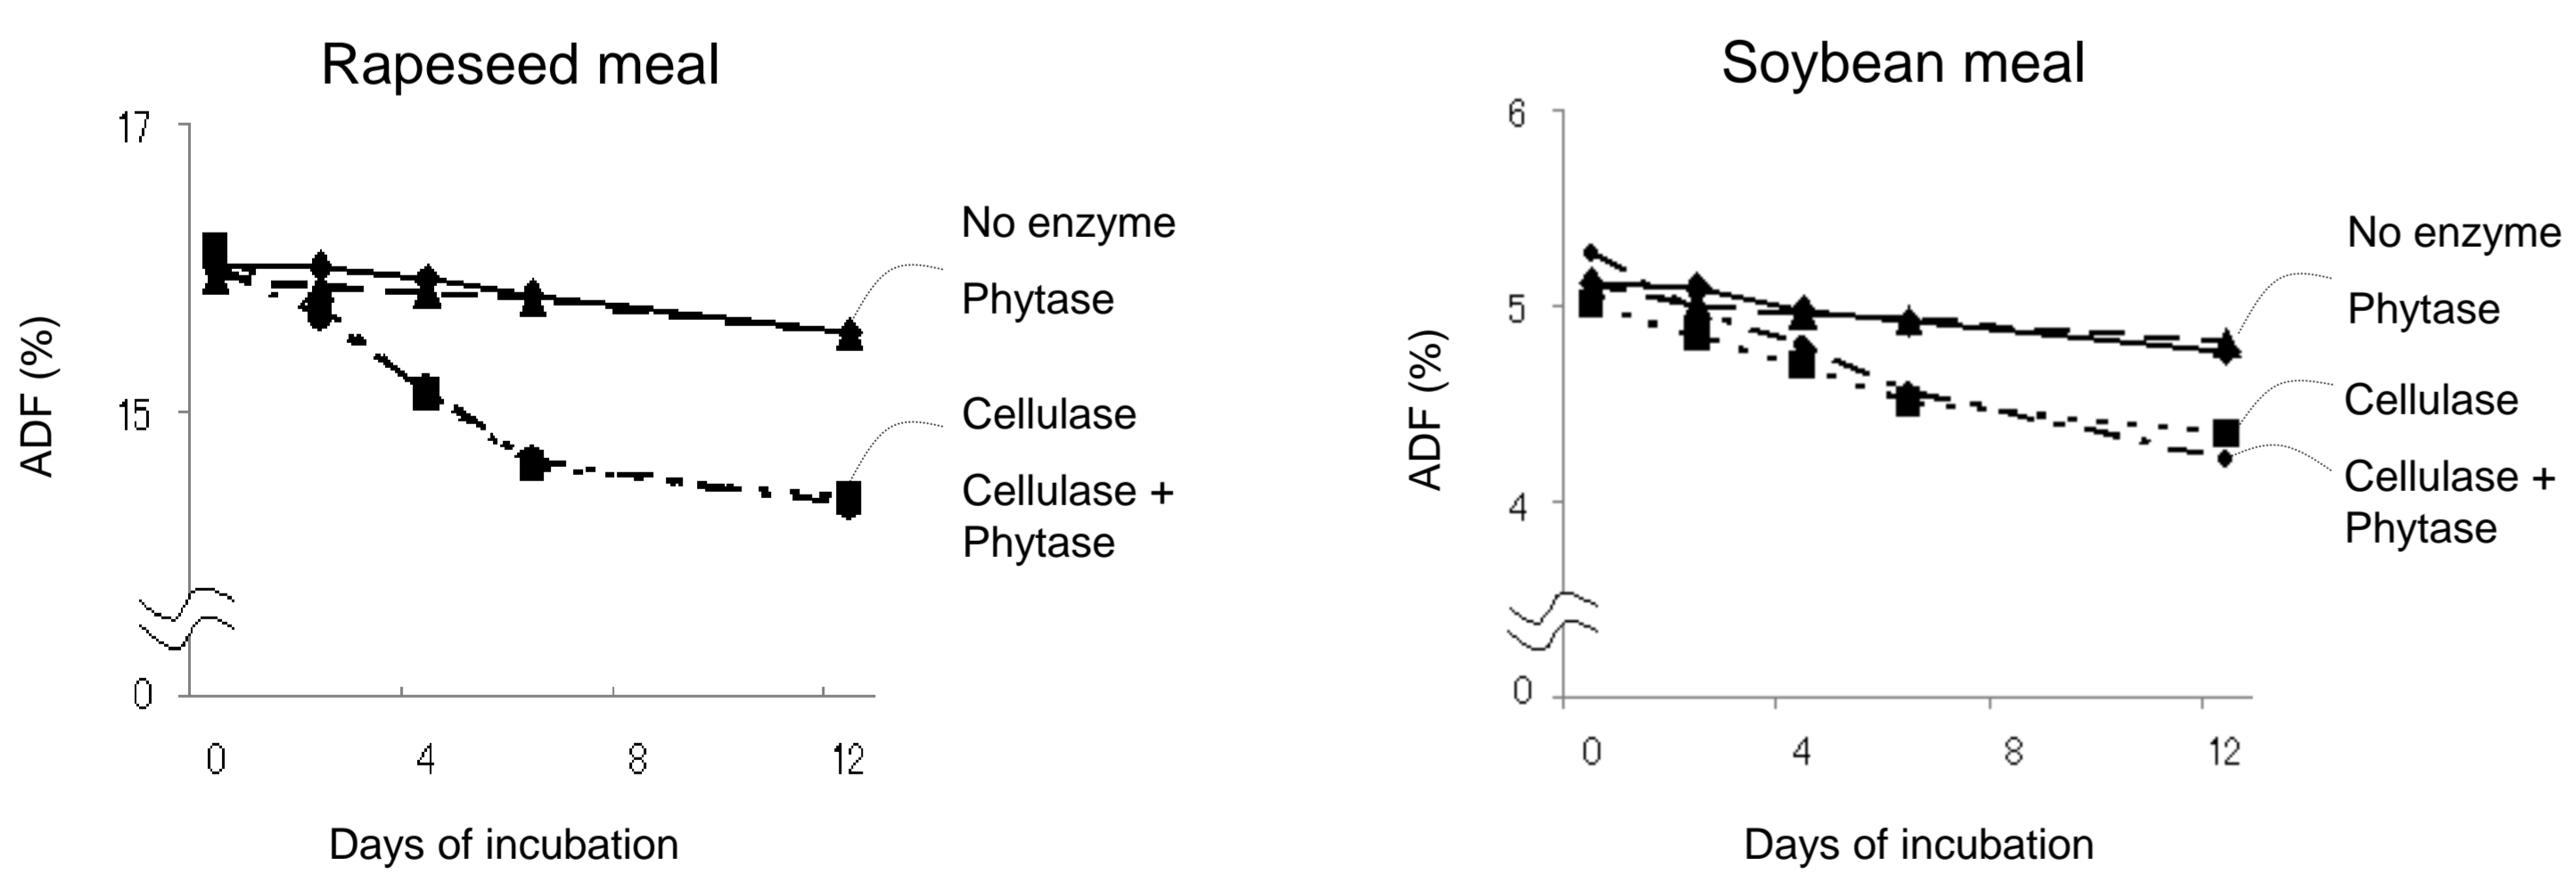 Rapeseed meal
17
15
0
ADF (%)
0 4 8 12
Days of incubation
No enzyme
Phytase
Cellulase
Cellulase +
Phytase
Soybean meal
6
5
4
0
ADF (%)
0 4 8 12
Days of incubation
No enzyme
Phytase
Cellulase
Cellulase +
Phytase